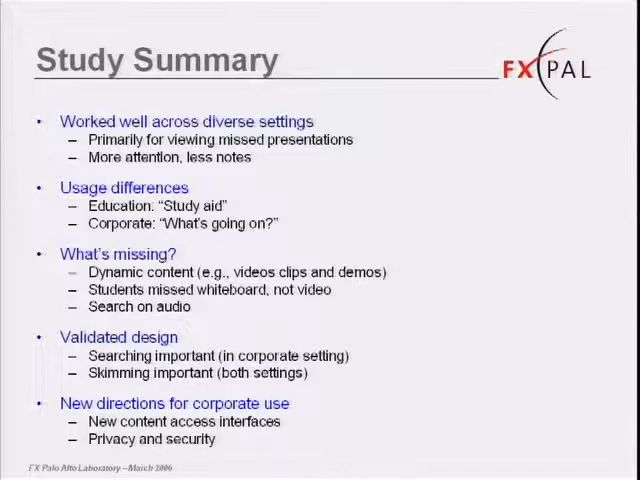 Study Summary
FX PAL
• Worked well across diverse settings
– Primarily for viewing missed presentations
– More attention, less notes
• Usage differences
– Education: “Study aid”
– Corporate: “What’s going on?”
• What’s missing?
– Dynamic content (e.g., videos clips and demos)
– Students missed whiteboard, not video
– Search on audio
• Validated design
– Searching important (in corporate setting)
– Skimming important (both settings)
• New directions for corporate use
– New content access interfaces
– Privacy and security
FX Palo Alto Laboratory – March 2006